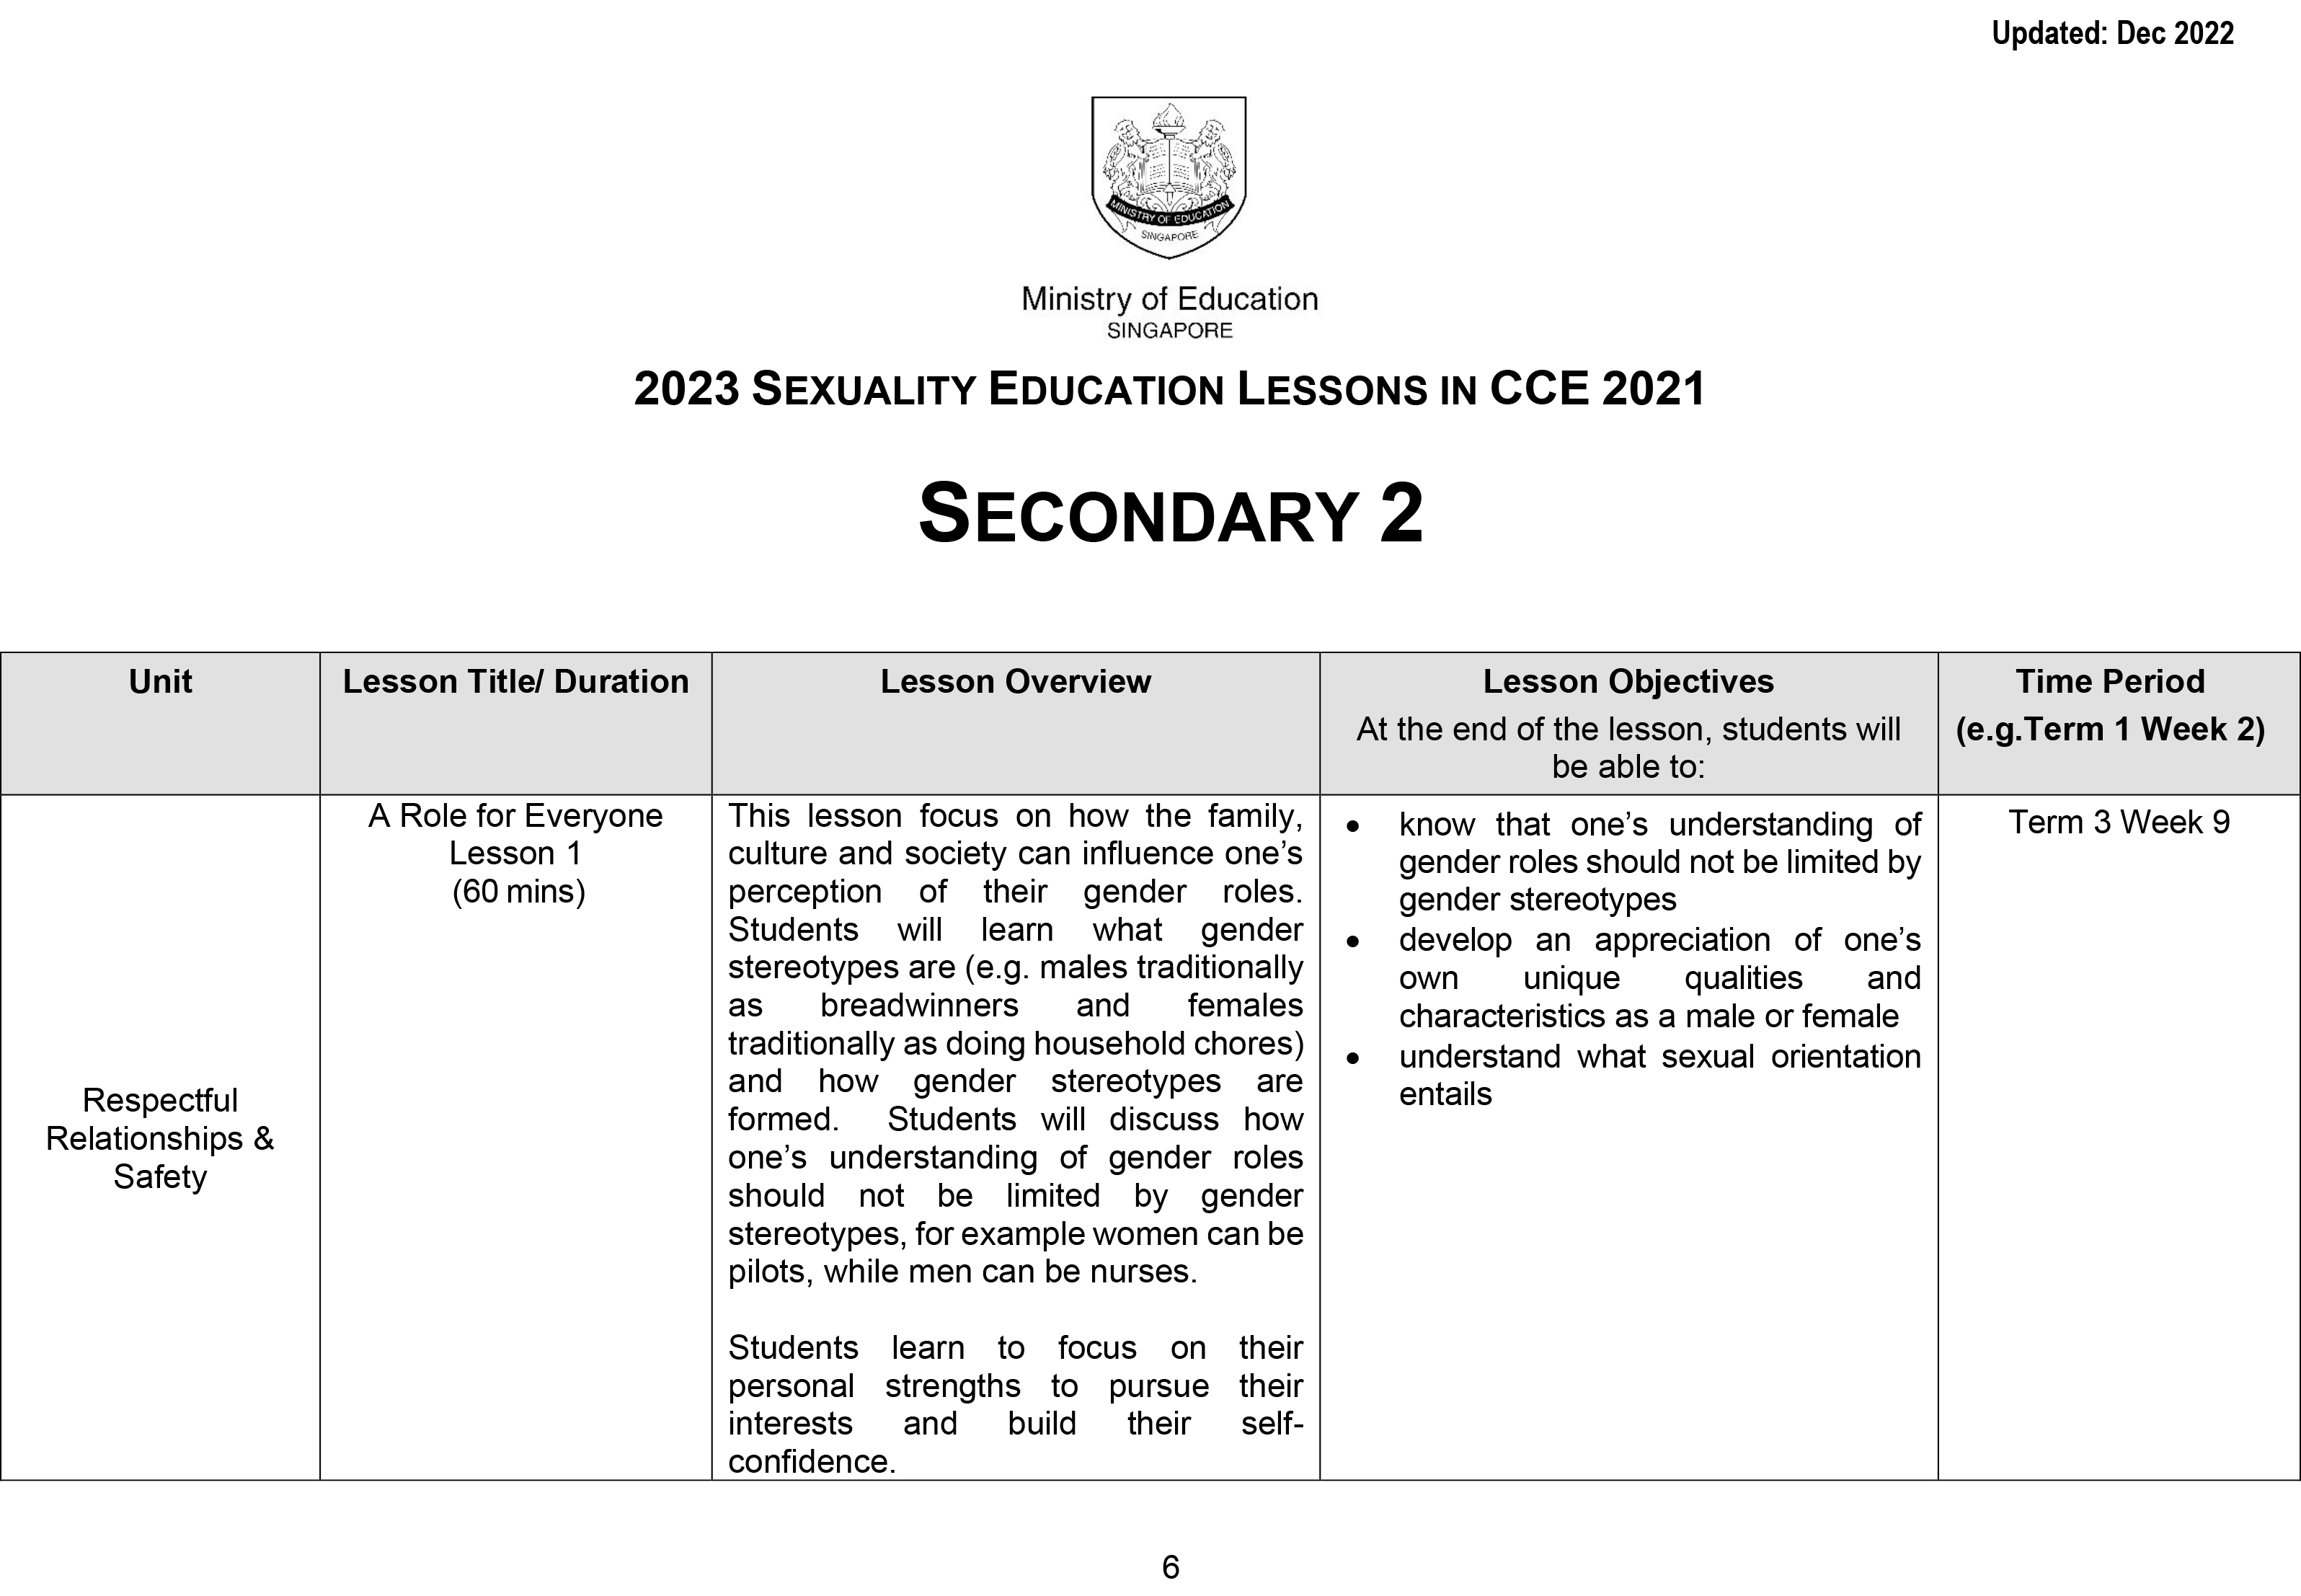 Updated: Dec 2022
MINISTRY OF EDUCATION
SINGAPORE
Ministry of Education
SINGAPORE
2023 SEXUALITY EDUCATION LESSONS IN CCE 2021
SECONDARY 2
Unit
Lesson Title/ Duration
Lesson Overview
Lesson Objectives
At the end of the lesson, students will
be able to:
Time Period
(e.g.Term 1 Week 2)
Respectful
Relationships &
Safety
A Role for Everyone
Lesson 1
(60 mins)
This lesson focus on how the family,
culture and society can influence one’s
perception of their gender roles.
Students will learn what gender
stereotypes are (e.g. males traditionally
as breadwinners and females
traditionally as doing household chores)
and how gender stereotypes are
formed. Students will discuss how
one’s understanding of gender roles
should not be limited by gender
stereotypes, for example women can be
pilots, while men can be nurses.
Students learn to focus on their
personal strengths to pursue their
interests and build their self-
confidence.
• know that one’s understanding of
gender roles should not be limited by
gender stereotypes
• develop an appreciation of one’s
own unique qualities and
characteristics as a male or female
• understand what sexual orientation
entails
Term 3 Week 9
6